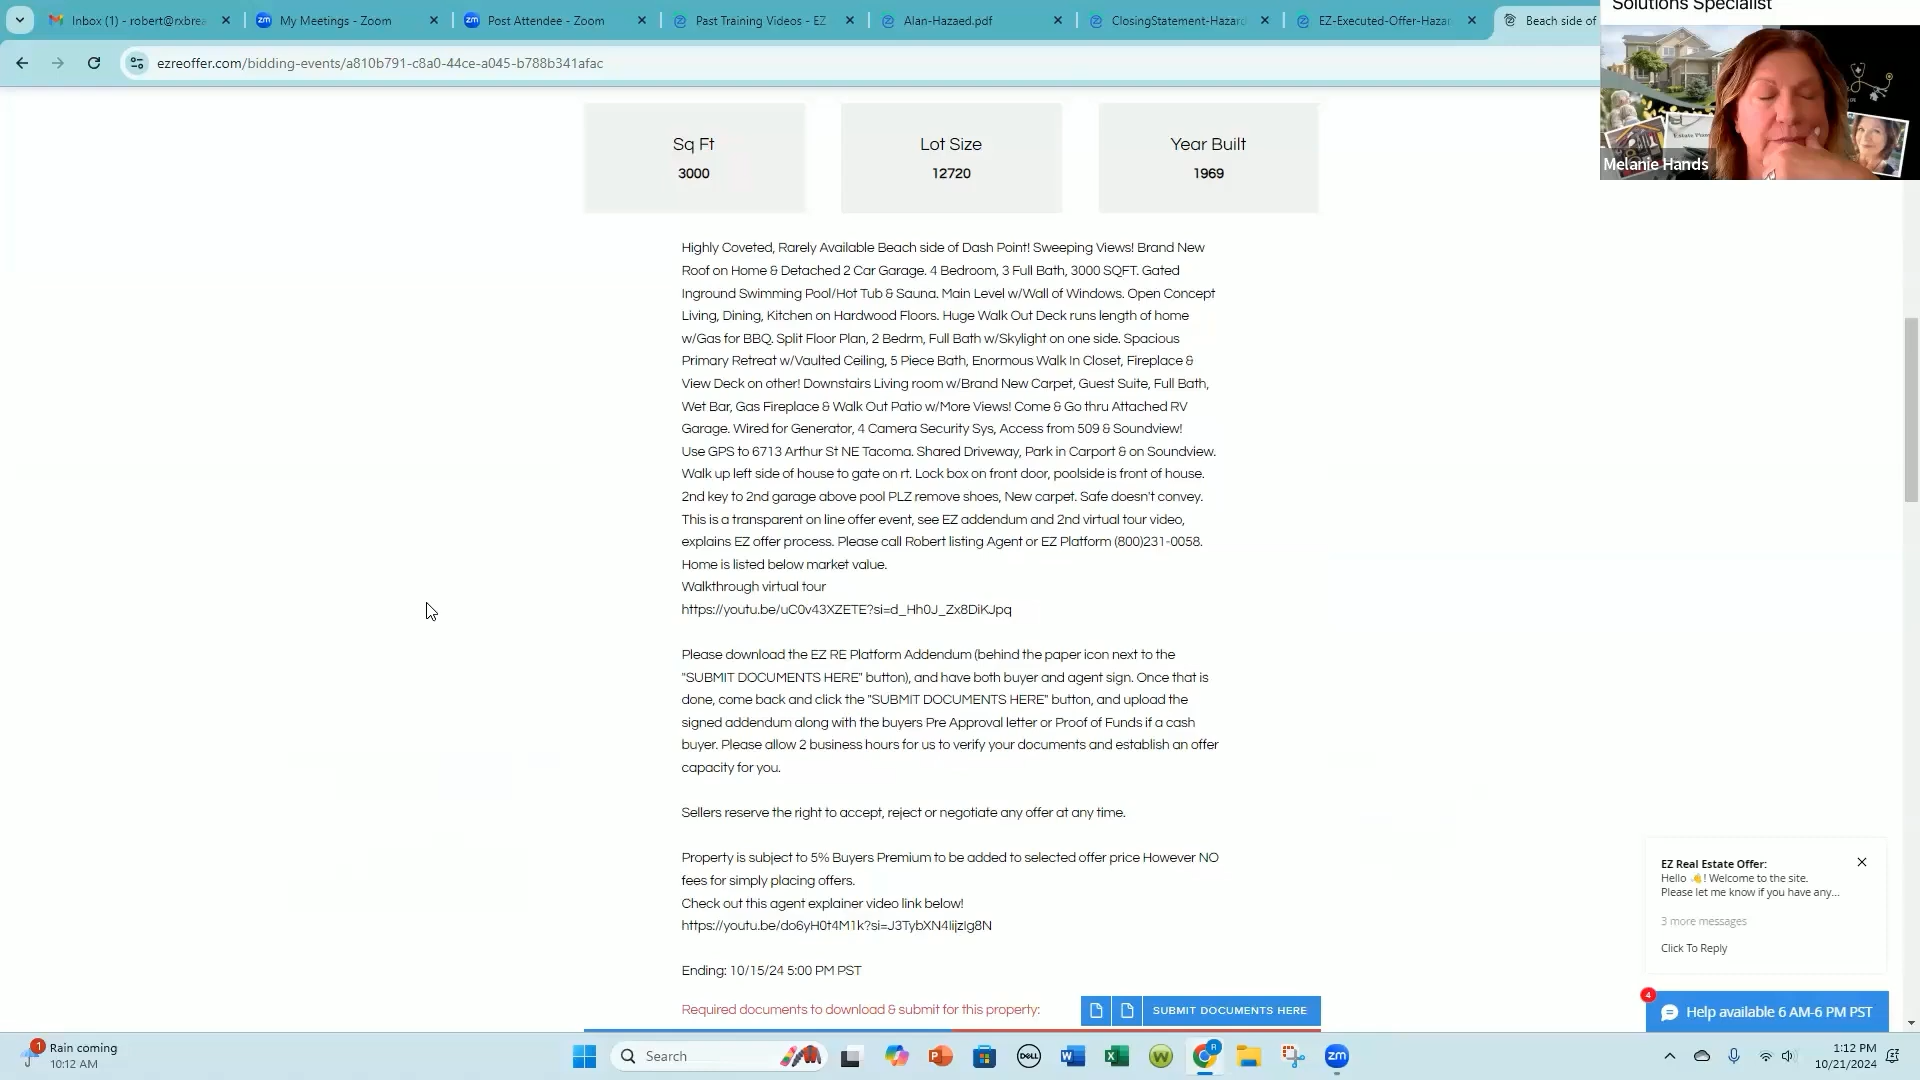 Inbox (1) - robert@rxbrea
My Meetings - Zoom
Post Attendee - Zoom
Past Training Videos - EZ
Alan-Hazaed.pdf
ClosingStatement-Hazard
EZ-Executed-Offer-Hazar
Beach side of
Solutions Specialist
ezreoffer.com/bidding-events/a810b791-c8a0-44ce-a045-b788b341afac
Melanie Hands
Sq Ft
3000
Lot Size
12720
Year Built
1969
Highly Coveted, Rarely Available Beach side of Dash Point! Sweeping Views! Brand New
Roof on Home & Detached 2 Car Garage. 4 Bedroom, 3 Full Bath, 3000 SQFT. Gated
Inground Swimming Pool/Hot Tub & Sauna. Main Level w/Wall of Windows. Open Concept
Living, Dining, Kitchen on Hardwood Floors. Huge Walk Out Deck runs length of home
w/Gas for BBQ. Split Floor Plan, 2 Bedrm, Full Bath w/Skylight on one side. Spacious
Primary Retreat w/Vaulted Ceiling, 5 Piece Bath, Enormous Walk In Closet, Fireplace &
View Deck on other! Downstairs Living room w/Brand New Carpet, Guest Suite, Full Bath,
Wet Bar, Gas Fireplace & Walk Out Patio w/More Views! Come & Go thru Attached RV
Garage. Wired for Generator, 4 Camera Security Sys, Access from 509 & Soundview!
Use GPS to 6713 Arthur St NE Tacoma. Shared Driveway, Park in Carport & on Soundview.
Walk up left side of house to gate on rt. Lock box on front door, poolside is front of house.
2nd key to 2nd garage above pool PLZ remove shoes, New carpet. Safe doesn't convey.
This is a transparent on line offer event, see EZ addendum and 2nd virtual tour video,
explains EZ offer process. Please call Robert listing Agent or EZ Platform (800)231-0058.
Home is listed below market value.
Walkthrough virtual tour
https://youtu.be/uC0v43XZETE?si=d_Hh0J_Zx8DiKJpq
Please download the EZ RE Platform Addendum (behind the paper icon next to the
"SUBMIT DOCUMENTS HERE" button), and have both buyer and agent sign. Once that is
done, come back and click the "SUBMIT DOCUMENTS HERE" button, and upload the
signed addendum along with the buyers Pre Approval letter or Proof of Funds if a cash
buyer. Please allow 2 business hours for us to verify your documents and establish an offer
capacity for you.
Sellers reserve the right to accept, reject or negotiate any offer at any time.
Property is subject to 5% Buyers Premium to be added to selected offer price However NO
fees for simply placing offers.
Check out this agent explainer video link below!
https://youtu.be/do6yH0t4M1k?si=J3TybXN4IijzIg8N
Ending: 10/15/24 5:00 PM PST
Required documents to download & submit for this property:
SUBMIT DOCUMENTS HERE
EZ Real Estate Offer:
Hello 👋! Welcome to the site.
Please let me know if you have any...
3 more messages
Click To Reply
4
Help available 6 AM-6 PM PST
1
Rain coming
10:12 AM
Search
DELL
zm
1:12 PM
10/21/2024